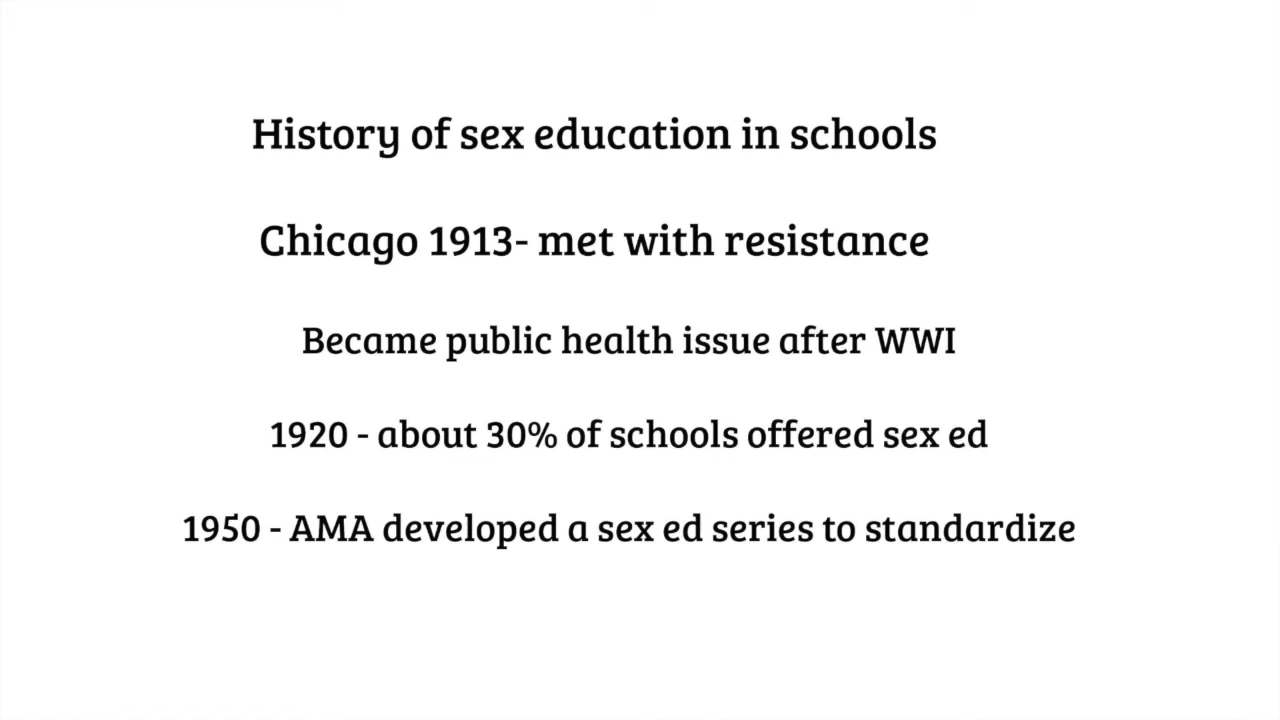 History of sex education in schools
Chicago 1913- met with resistance
Became public health issue after WWI
1920 - about 30% of schools offered sex ed
1950 - AMA developed a sex ed series to standardize